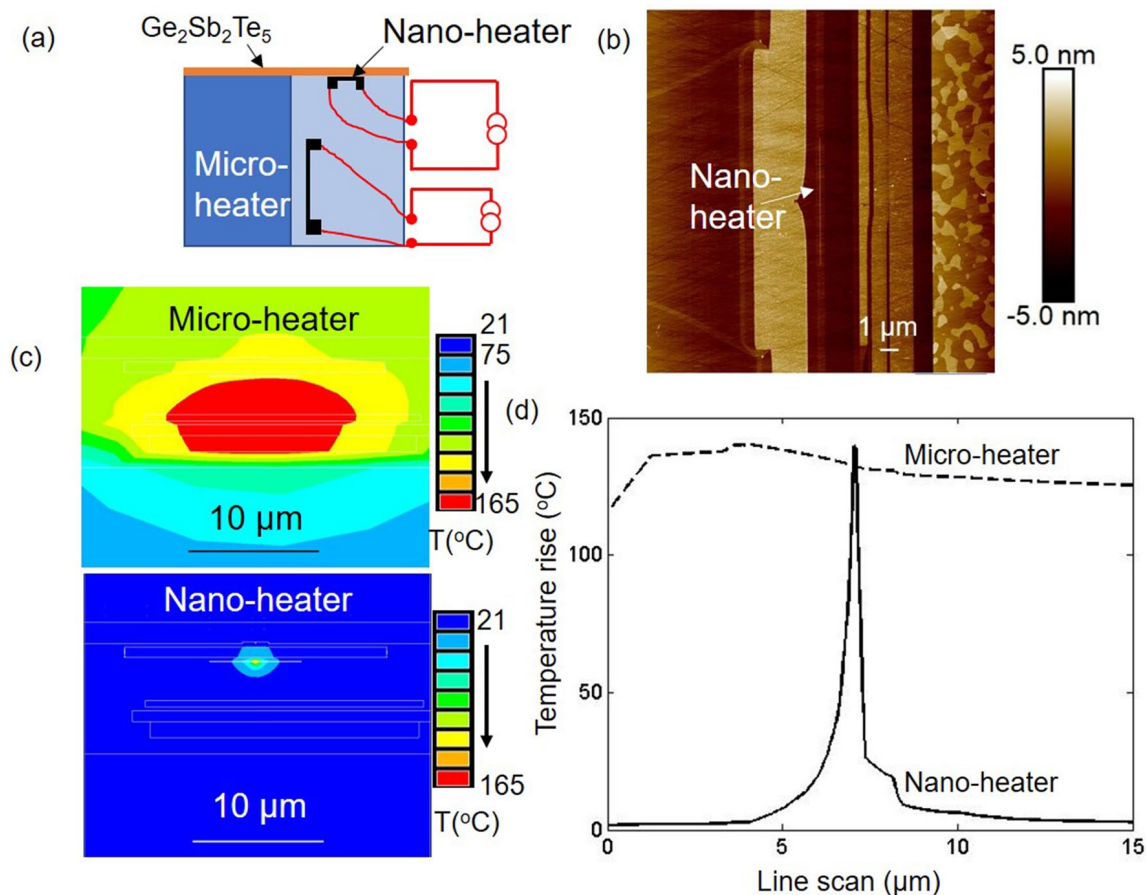 (a)
Ge₂Sb₂Te₅
Nano-heater
Micro-
heater
(b)
5.0 nm
Nano-
heater
1 µm
-5.0 nm
(c)
Micro-heater
21
75
165
10 µm
T(°C)
Nano-heater
21
165
10 µm
T(°C)
(d)
150
100
50
0
Temperature rise (°C)
Micro-heater
Nano-heater
0 5 10 15
Line scan (µm)